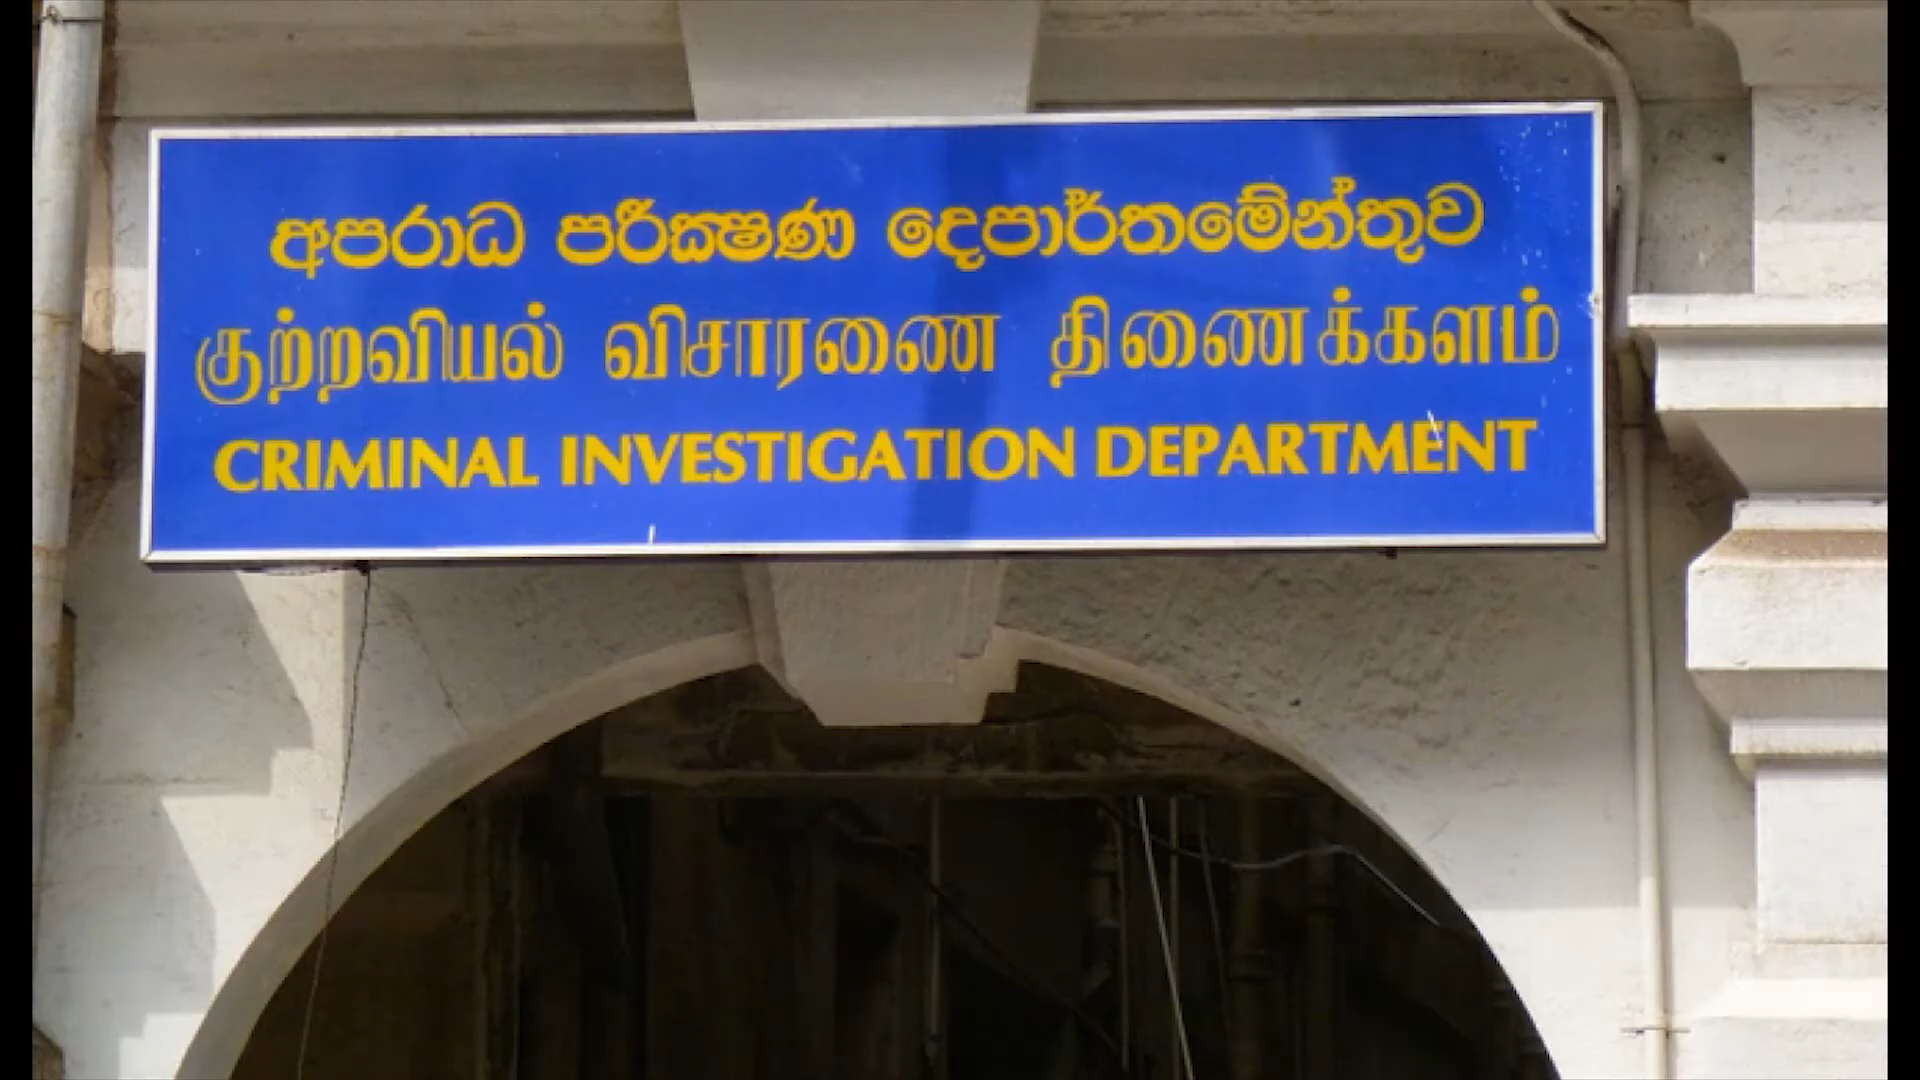 අපරාධ පරීක්ෂණ දෙපාර්තමේන්තුව
குற்றவியல் விசாரணை திணைக்களம்
CRIMINAL INVESTIGATION DEPARTMENT